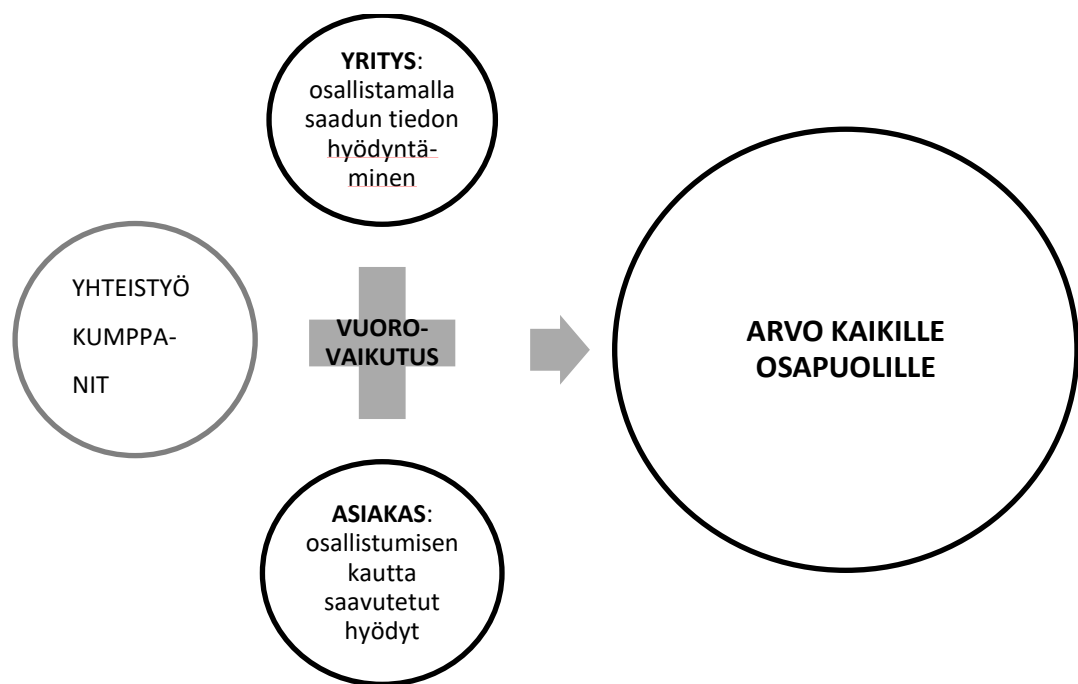 YRITYS:
osallistamalla
saadun tiedon
hyödyntä-
minen
YHTEISTYÖ
KUMPPA-
NIT
VUORO-
VAIKUTUS
ARVO KAIKILLE
OSAPUOLILLE
ASIAKAS:
osallistumisen
kautta
saavutetut
hyödyt